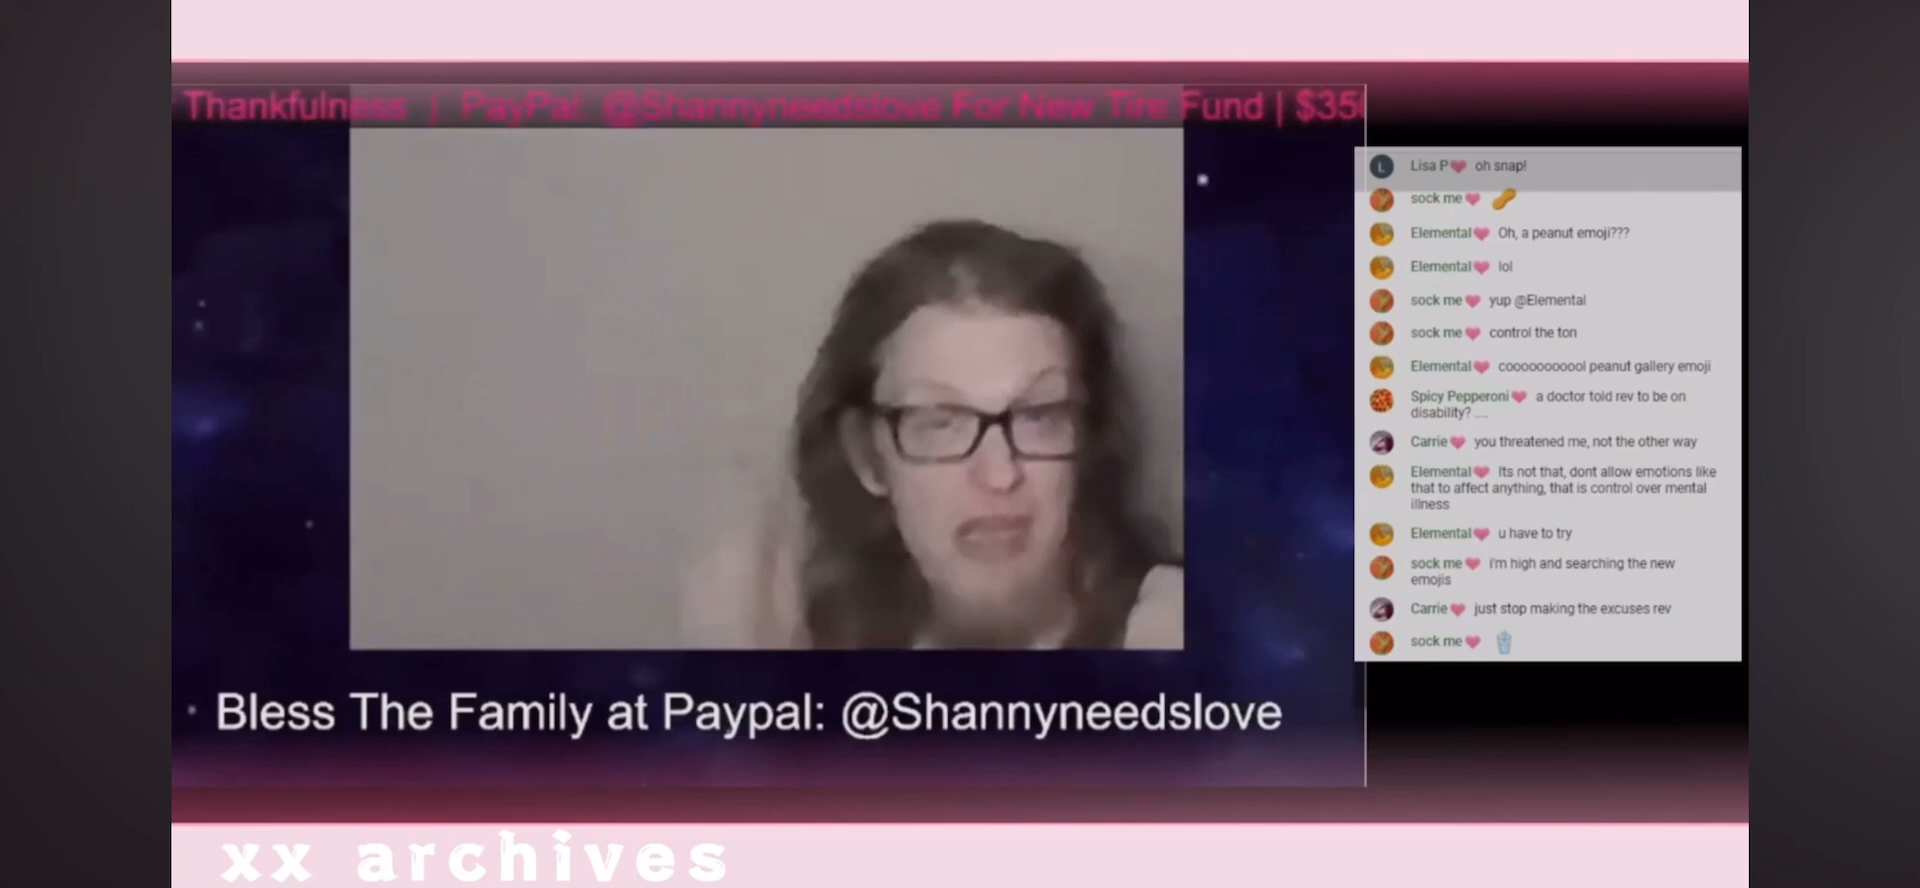 Thankfulness | PayPal: @Shannyneedslove For New Tire Fund | $35
L Lisa P oh snap!
sock me
Elemental Oh, a peanut emoji???
Elemental lol
sock me yup @Elemental
sock me control the ton
Elemental cooooooooool peanut gallery emoji
Spicy Pepperoni a doctor told rev to be on
disability? ....
Carrie you threatened me, not the other way
Elemental Its not that, dont allow emotions like
that to affect anything, that is control over mental
illness
Elemental u have to try
sock me i'm high and searching the new
emojis
Carrie just stop making the excuses rev
sock me
Bless The Family at Paypal: @Shannyneedslove
xx archives